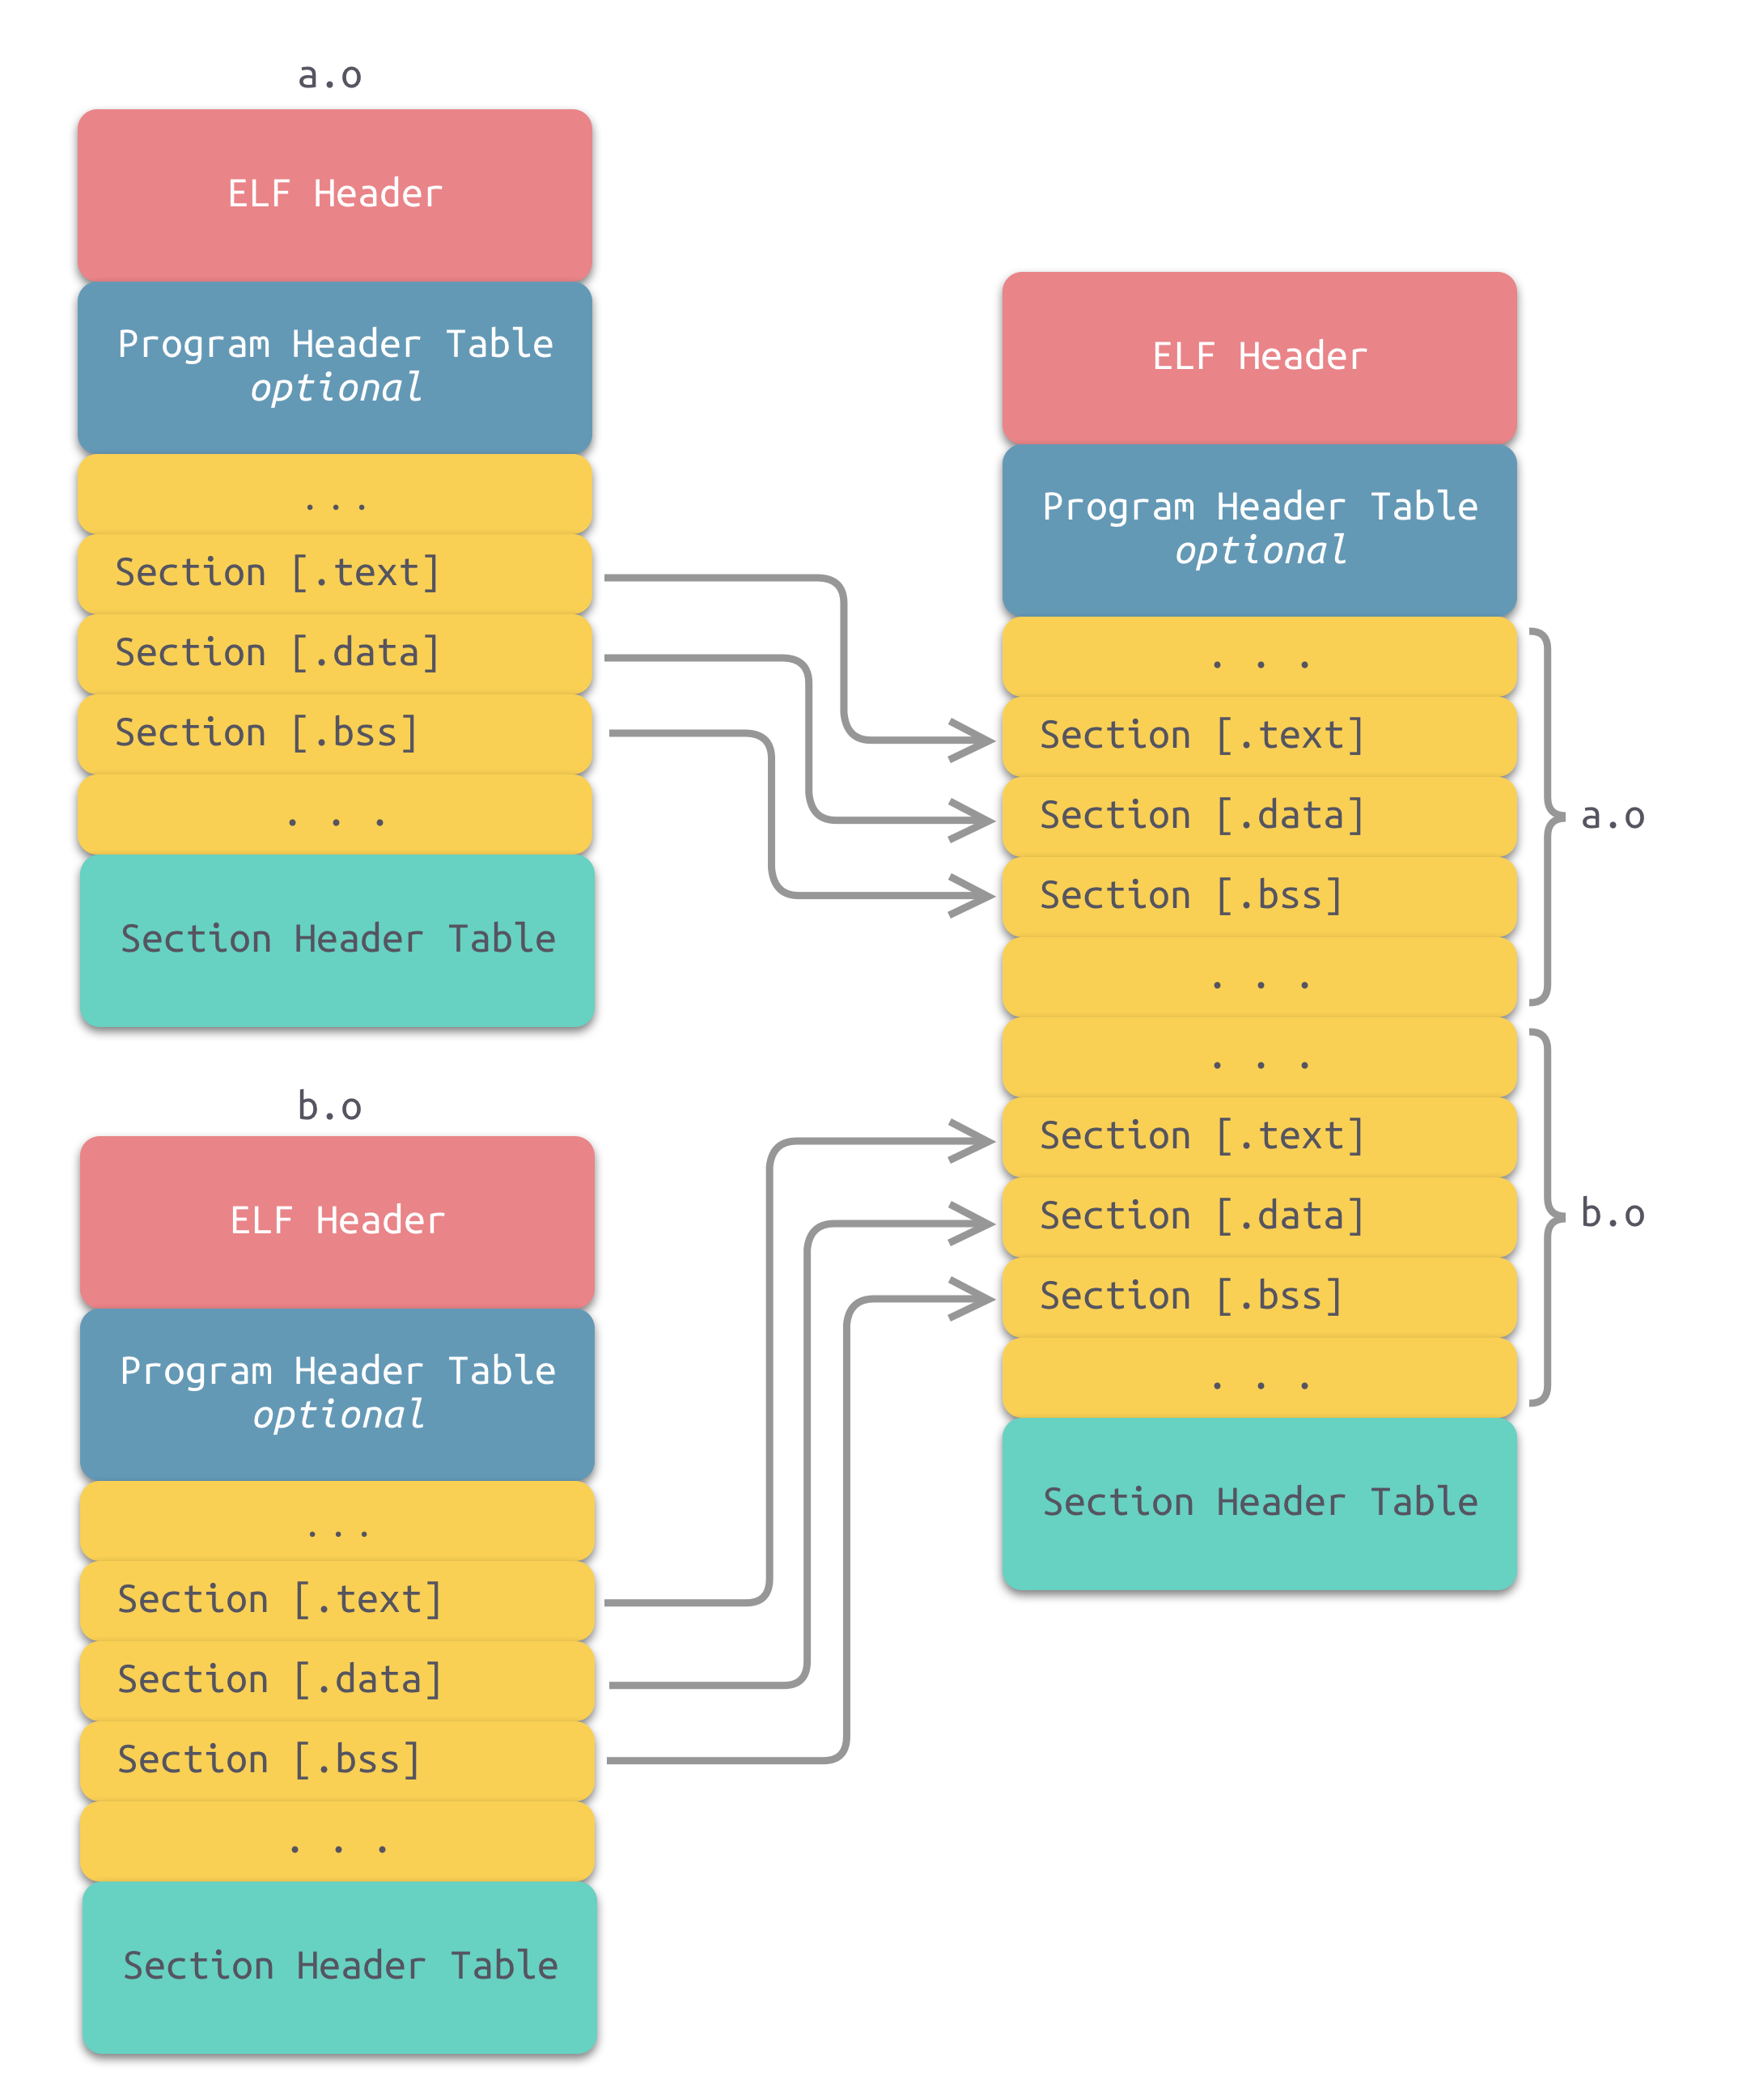 a.o
ELF Header
Program Header Table
optional
...
Section [.text]
Section [.data]
Section [.bss]
. . .
Section Header Table
b.o
ELF Header
Program Header Table
optional
...
Section [.text]
Section [.data]
Section [.bss]
. . .
Section Header Table
ELF Header
Program Header Table
optional
. . .
Section [.text]
Section [.data]
Section [.bss]
. . .
a.o
. . .
Section [.text]
Section [.data]
Section [.bss]
. . .
b.o
Section Header Table